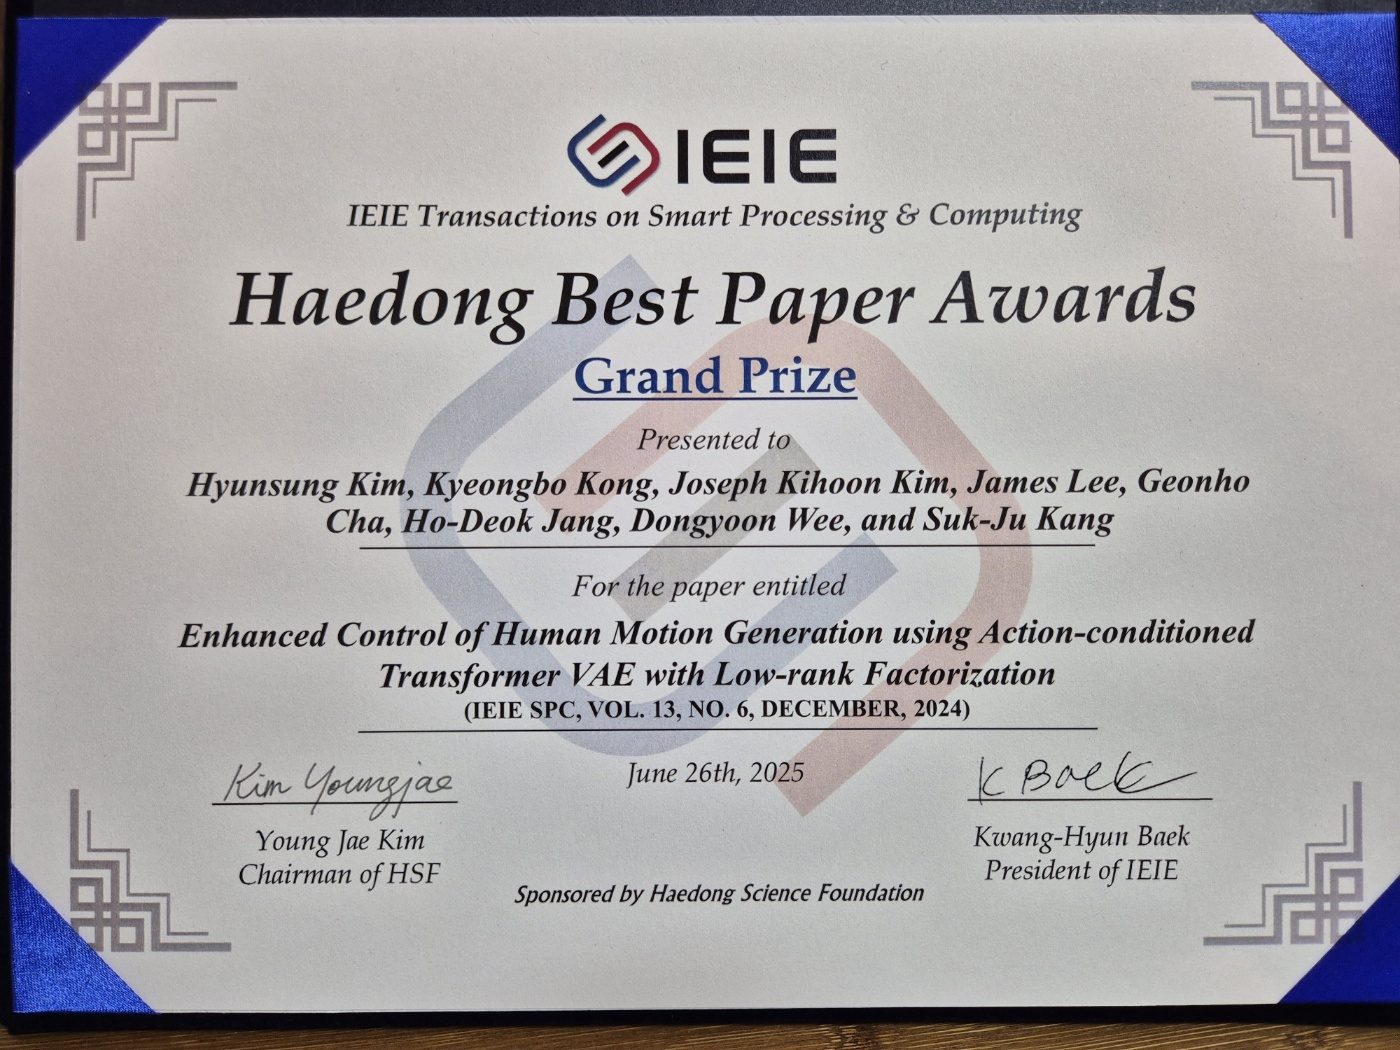 IEIE
IEIE Transactions on Smart Processing & Computing
Haedong Best Paper Awards
Grand Prize
Presented to
Hyunsung Kim, Kyeongbo Kong, Joseph Kihoon Kim, James Lee, Geonho
Cha, Ho-Deok Jang, Dongyoon Wee, and Suk-Ju Kang
For the paper entitled
Enhanced Control of Human Motion Generation using Action-conditioned
Transformer VAE with Low-rank Factorization
(IEIE SPC, VOL. 13, NO. 6, DECEMBER, 2024)
June 26th, 2025
Kim Youngjae
Young Jae Kim
Chairman of HSF
K Baek
Kwang-Hyun Baek
President of IEIE
Sponsored by Haedong Science Foundation